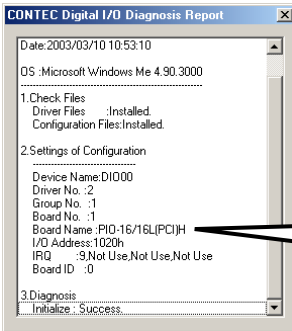 CONTEC Digital I/O Diagnosis Report
Date:2003/03/10 10:53:10
OS :Microsoft Windows Me 4.90.3000
1.Check Files
Driver Files :Installed.
Configuration Files:Installed.
2.Settings of Configuration
Device Name:DIO00
Driver No. :2
Group No. :1
Board No. :1
Board Name :PIO-16/16L(PCI)H
I/O Address:1020h
IRQ :9,Not Use,Not Use,Not Use
Board ID :0
3.Diagnosis
Initialize : Success.